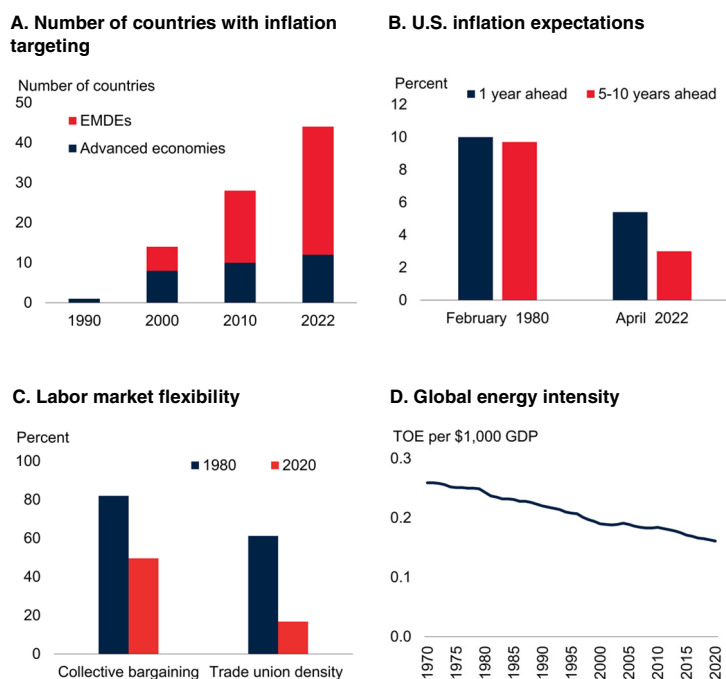 A. Number of countries with inflation
targeting
Number of countries
50
40
30
20
10
0
EMDEs
Advanced economies
1990 2000 2010 2022
B. U.S. inflation expectations
Percent
12
10
8
6
4
2
0
1 year ahead 5-10 years ahead
February 1980 April 2022
C. Labor market flexibility
Percent
100
80
60
40
20
0
1980 2020
Collective bargaining Trade union density
D. Global energy intensity
TOE per $1,000 GDP
0.3
0.2
0.1
0.0
1970 1975 1980 1985 1990 1995 2000 2005 2010 2015 2020